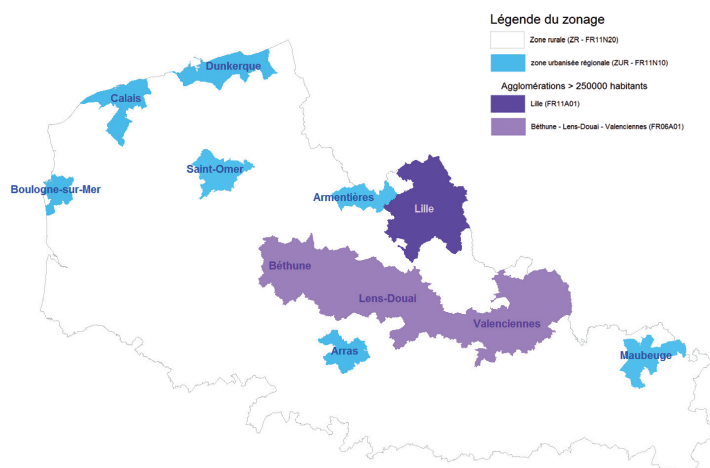 Légende du zonage
Zone rurale (ZR - FR11N20)
zone urbanisée régionale (ZUR - FR11N10)
Agglomérations > 250000 habitants
Lille (FR11A01)
Béthune - Lens-Douai - Valenciennes (FR06A01)
Dunkerque
Calais
Saint-Omer
Boulogne-sur-Mer
Armentières
Lille
Béthune
Lens-Douai
Valenciennes
Arras
Maubeuge